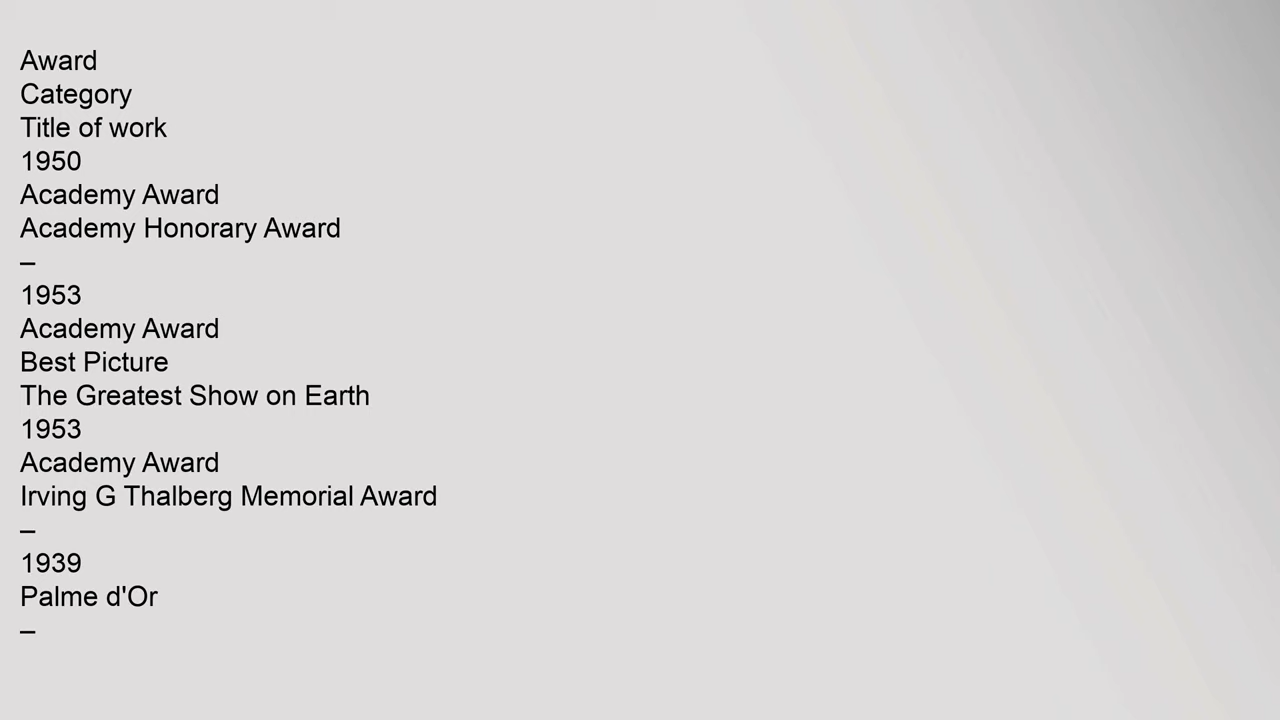 Award
Category
Title of work
1950
Academy Award
Academy Honorary Award
–
1953
Academy Award
Best Picture
The Greatest Show on Earth
1953
Academy Award
Irving G Thalberg Memorial Award
–
1939
Palme d'Or
–